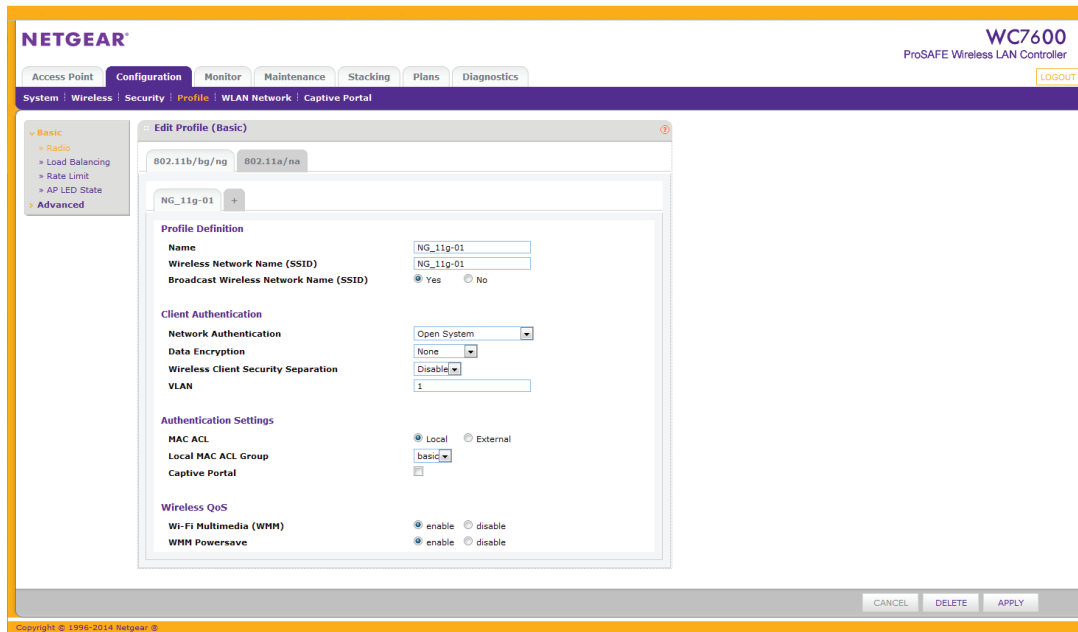 NETGEAR®
WC7600
ProSAFE Wireless LAN Controller
Access Point Configuration Monitor Maintenance Stacking Plans Diagnostics
LOGOUT
System Wireless Security Profile WLAN Network Captive Portal
Basic
» Radio
» Load Balancing
» Rate Limit
» AP LED State
Advanced
Edit Profile (Basic)
?
802.11b/bg/ng 802.11a/na
NG_11g-01 +
Profile Definition
Name NG_11g-01
Wireless Network Name (SSID) NG_11g-01
Broadcast Wireless Network Name (SSID) Yes No
Client Authentication
Network Authentication Open System
Data Encryption None
Wireless Client Security Separation Disable
VLAN 1
Authentication Settings
MAC ACL Local External
Local MAC ACL Group basic
Captive Portal
Wireless QoS
Wi-Fi Multimedia (WMM) enable disable
WMM Powersave enable disable
CANCEL DELETE APPLY
Copyright © 1996-2014 Netgear ®